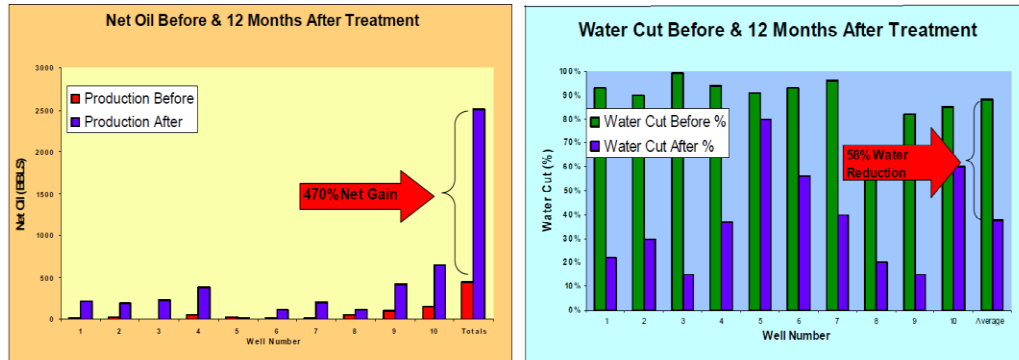 Net Oil Before & 12 Months After Treatment
3000
2500
2000
1500
1000
500
0
Net Oil (BBLS)
Production Before
Production After
470% Net Gain
1 2 3 4 5 6 7 8 9 10 Totals
Well Number
Water Cut Before & 12 Months After Treatment
100%
90%
80%
70%
60%
50%
40%
30%
20%
10%
0%
Water Cut (%)
Water Cut Before %
Water Cut After %
58% Water
Reduction
1 2 3 4 5 6 7 8 9 10 Average
Well Number